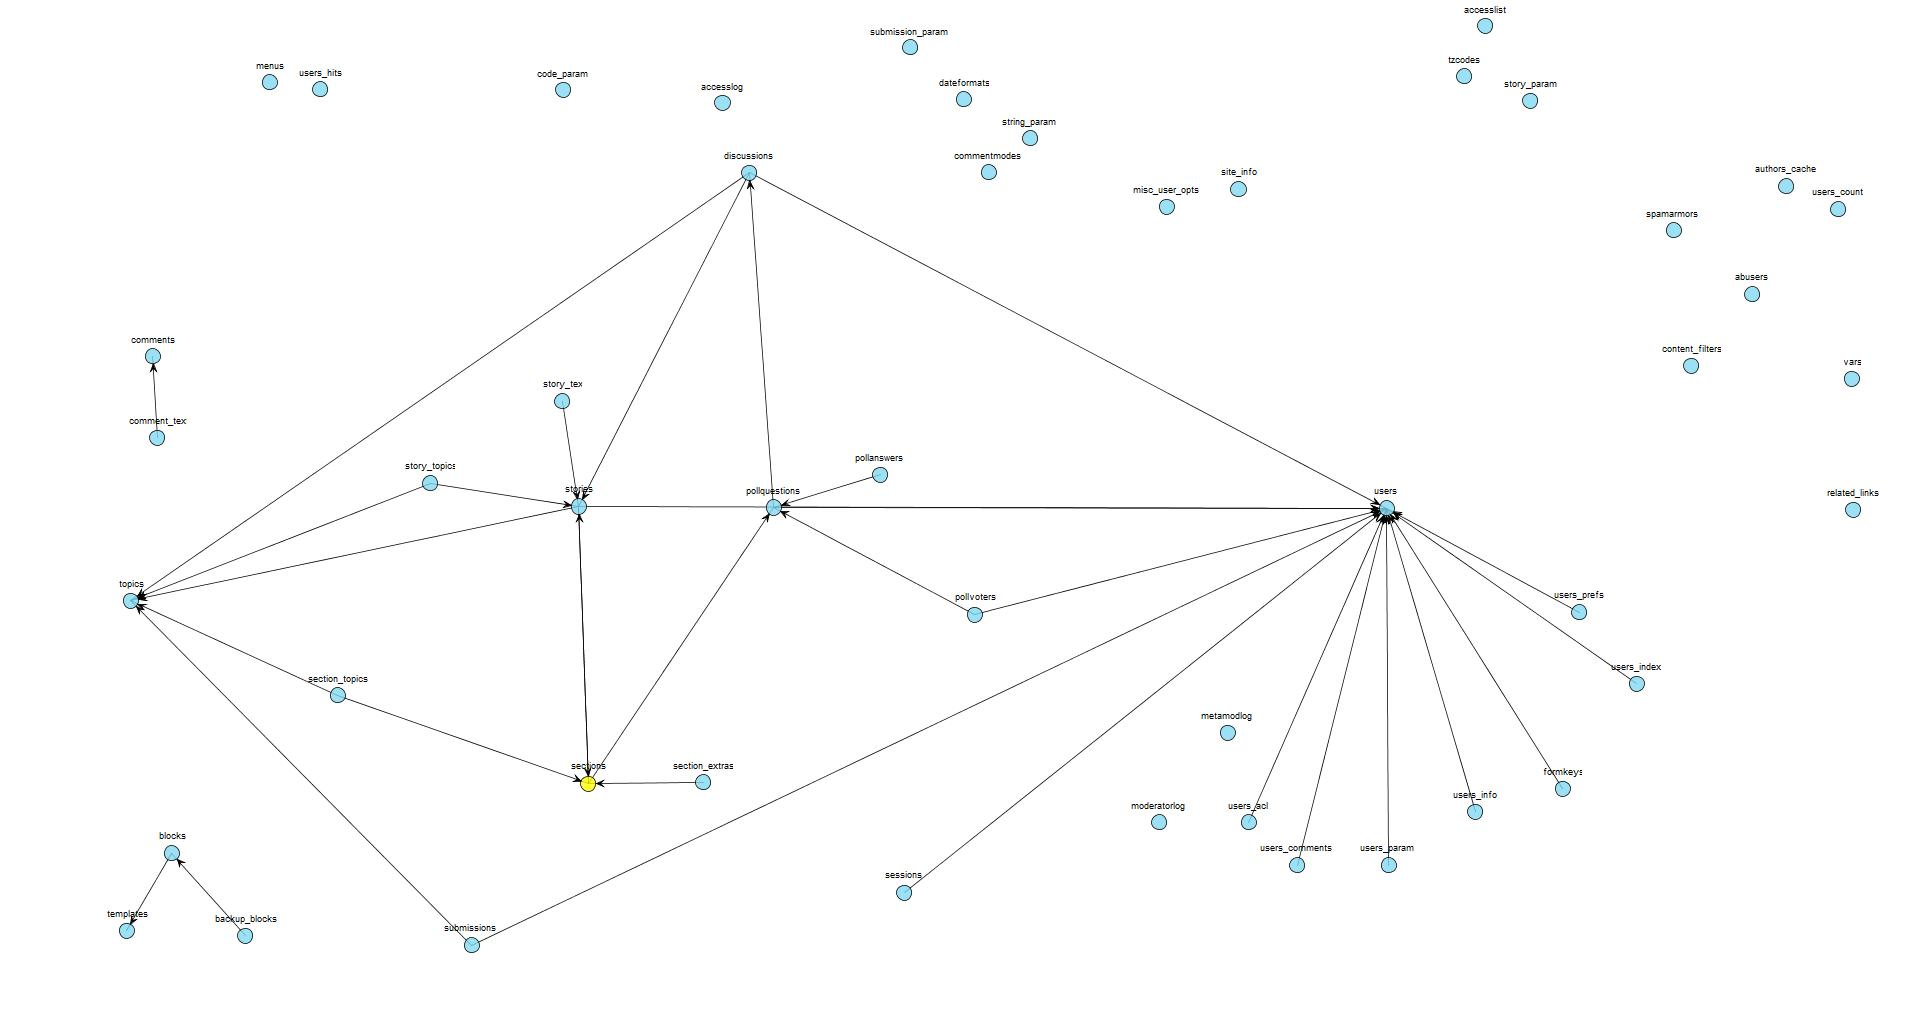 accesslist
submission_param
tzcodes
menus
users_hits
code_param
accesslog
dateformats
story_param
string_param
discussions
commentmodes
misc_user_opts
site_info
authors_cache
users_count
spamarmors
abusers
comments
content_filters
vars
story_tex
comment_tex
story_topics
pollanswers
stories
pollquestions
users
related_links
topics
pollvoters
users_prefs
section_topics
users_index
metamodlog
sections
section_extras
formkeys
moderatorlog
users_acl
users_info
blocks
users_comments
users_param
sessions
templates
backup_blocks
submissions